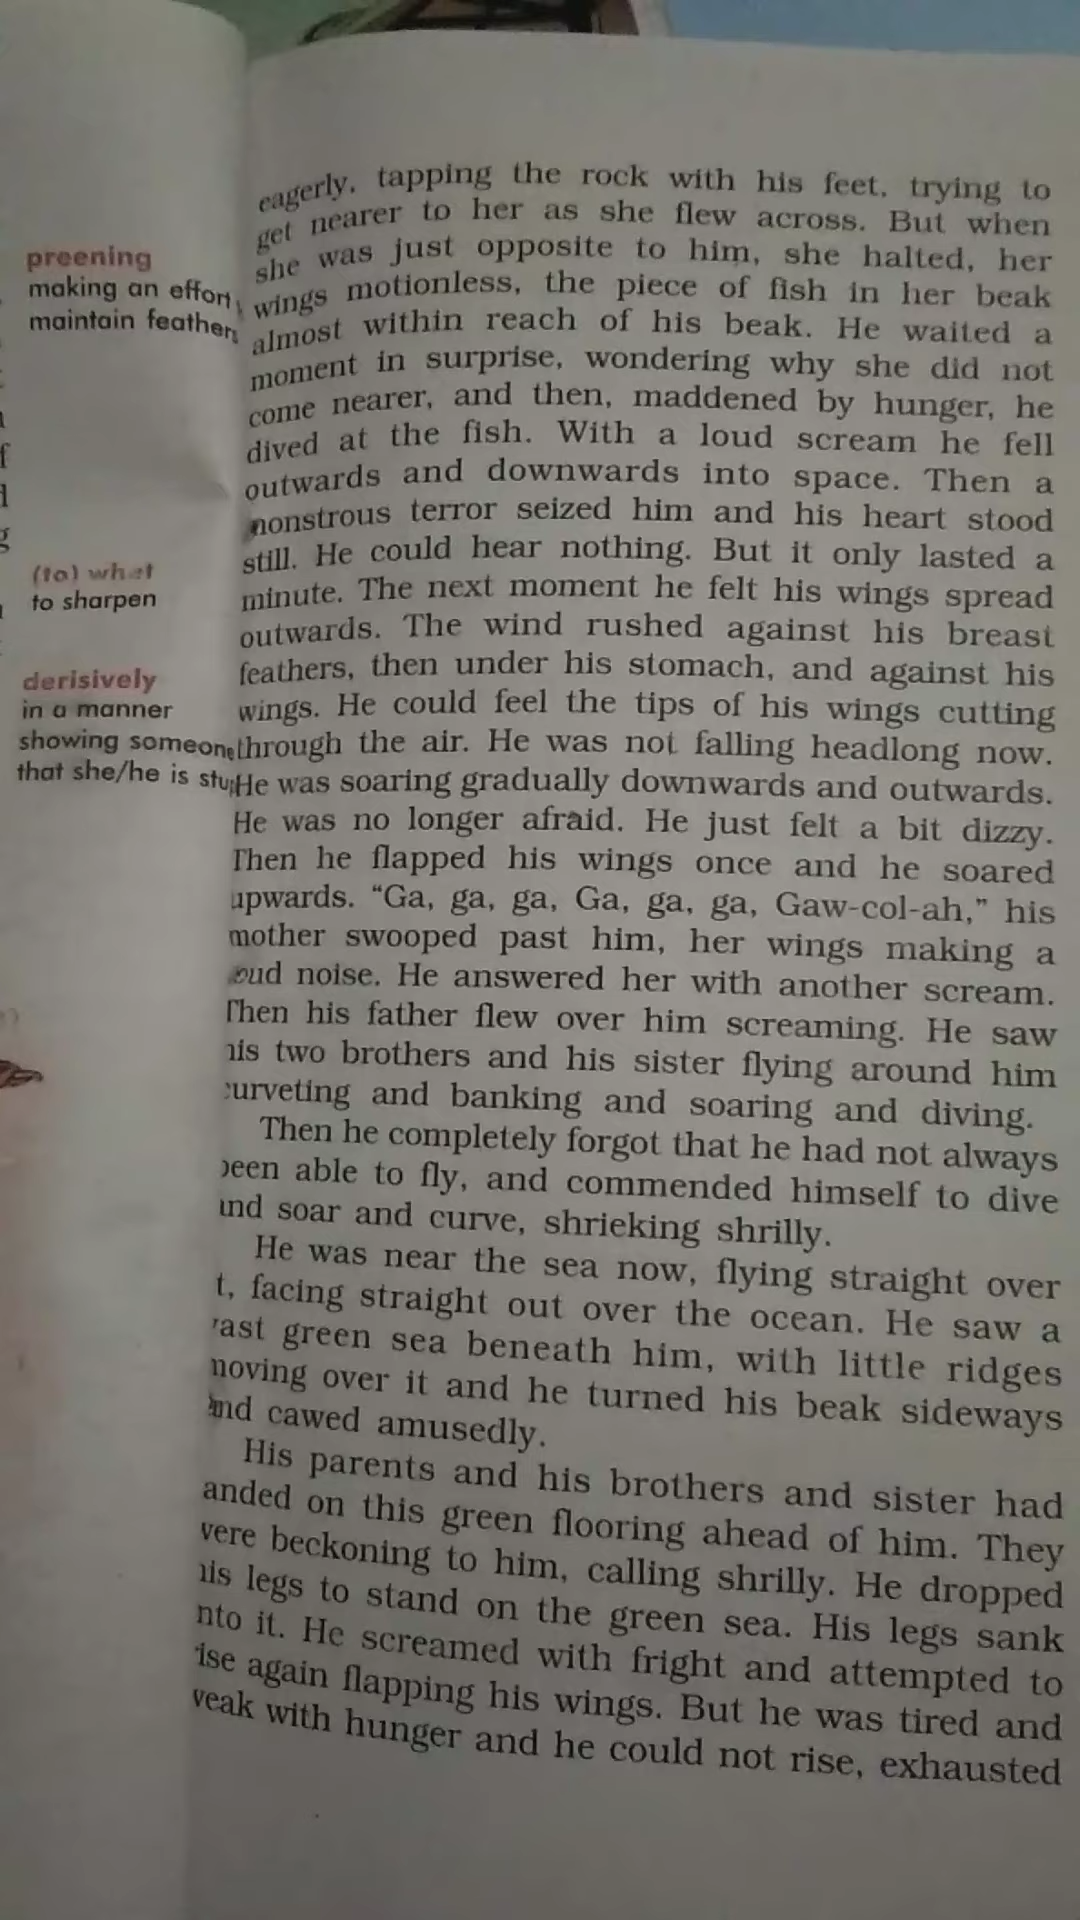 preening
making an effort
maintain feathers
(to) whet
to sharpen
derisively
in a manner
showing someone
that she/he is
eagerly, tapping the rock with his feet, trying to
get nearer to her as she flew across. But when
she was just opposite to him, she halted, her
wings motionless, the piece of fish in her beak
almost within reach of his beak. He waited a
moment in surprise, wondering why she did not
come nearer, and then, maddened by hunger, he
dived at the fish. With a loud scream he fell
outwards and downwards into space. Then a
monstrous terror seized him and his heart stood
still. He could hear nothing. But it only lasted a
minute. The next moment he felt his wings spread
outwards. The wind rushed against his breast
feathers, then under his stomach, and against his
wings. He could feel the tips of his wings cutting
through the air. He was not falling headlong now.
He was soaring gradually downwards and outwards.
He was no longer afraid. He just felt a bit dizzy.
Then he flapped his wings once and he soared
upwards. “Ga, ga, ga, Ga, ga, ga, Gaw-col-ah,” his
mother swooped past him, her wings making a
oud noise. He answered her with another scream.
Then his father flew over him screaming. He saw
his two brothers and his sister flying around him
curveting and banking and soaring and diving.
Then he completely forgot that he had not always
been able to fly, and commended himself to dive
and soar and curve, shrieking shrilly.
He was near the sea now, flying straight over
t, facing straight out over the ocean. He saw a
vast green sea beneath him, with little ridges
moving over it and he turned his beak sideways
and cawed amusedly.
His parents and his brothers and sister had
anded on this green flooring ahead of him. They
were beckoning to him, calling shrilly. He dropped
his legs to stand on the green sea. His legs sank
nto it. He screamed with fright and attempted to
rise again flapping his wings. But he was tired and
weak with hunger and he could not rise, exhausted